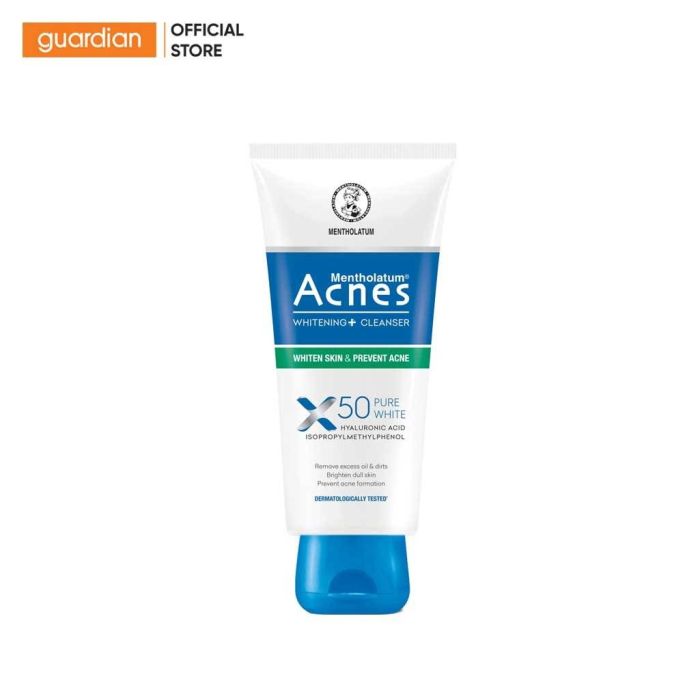 guardian
OFFICIAL
STORE
MENTHOLATUM
Mentholatum®
Acnes
WHITENING+ CLEANSER
WHITEN SKIN & PREVENT ACNE
X50 PURE
WHITE
HYALURONIC ACID
ISOPROPYLMETHYLPHENOL
Remove excess oil & dirts
Brighten dull skin
Prevent acne formation
DERMATOLOGICALLY TESTED*